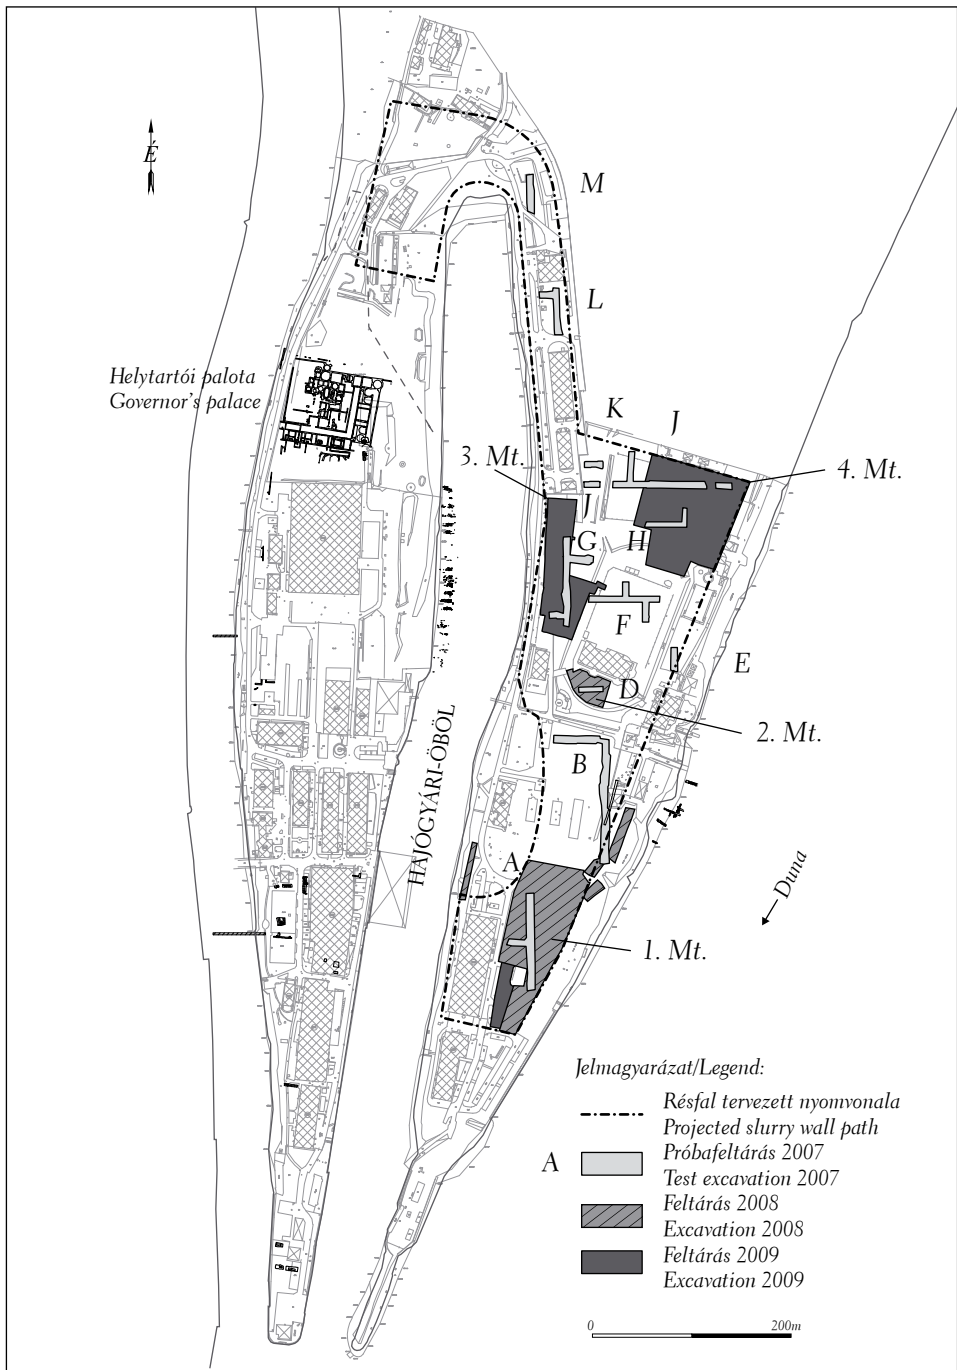 É
M
L
Helytartói palota
Governor's palace
K
J
3. Mt.
4. Mt.
J
G
H
F
E
D
2. Mt.
B
HAJÓGYÁRI-ÖBÖL
A
Duna
1. Mt.
Jelmagyarázat/Legend:
Résfal tervezett nyomvonala
Projected slurry wall path
A
Próbafeltárás 2007
Test excavation 2007
Feltárás 2008
Excavation 2008
Feltárás 2009
Excavation 2009
0
200m